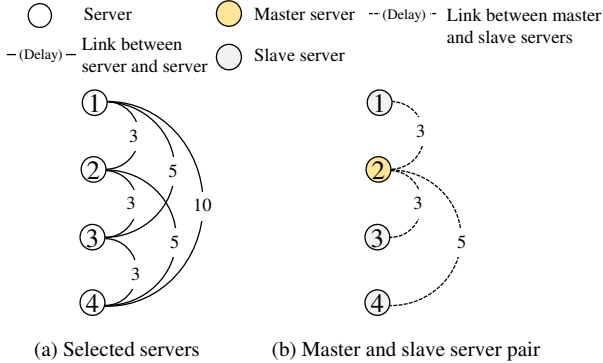 Server
Master server
(Delay)
Link between master
and slave servers
(Delay)
Link between
server and server
Slave server
1
2
3
4
3
3
3
5
5
10
1
2
3
4
3
3
5
(a) Selected servers
(b) Master and slave server pair